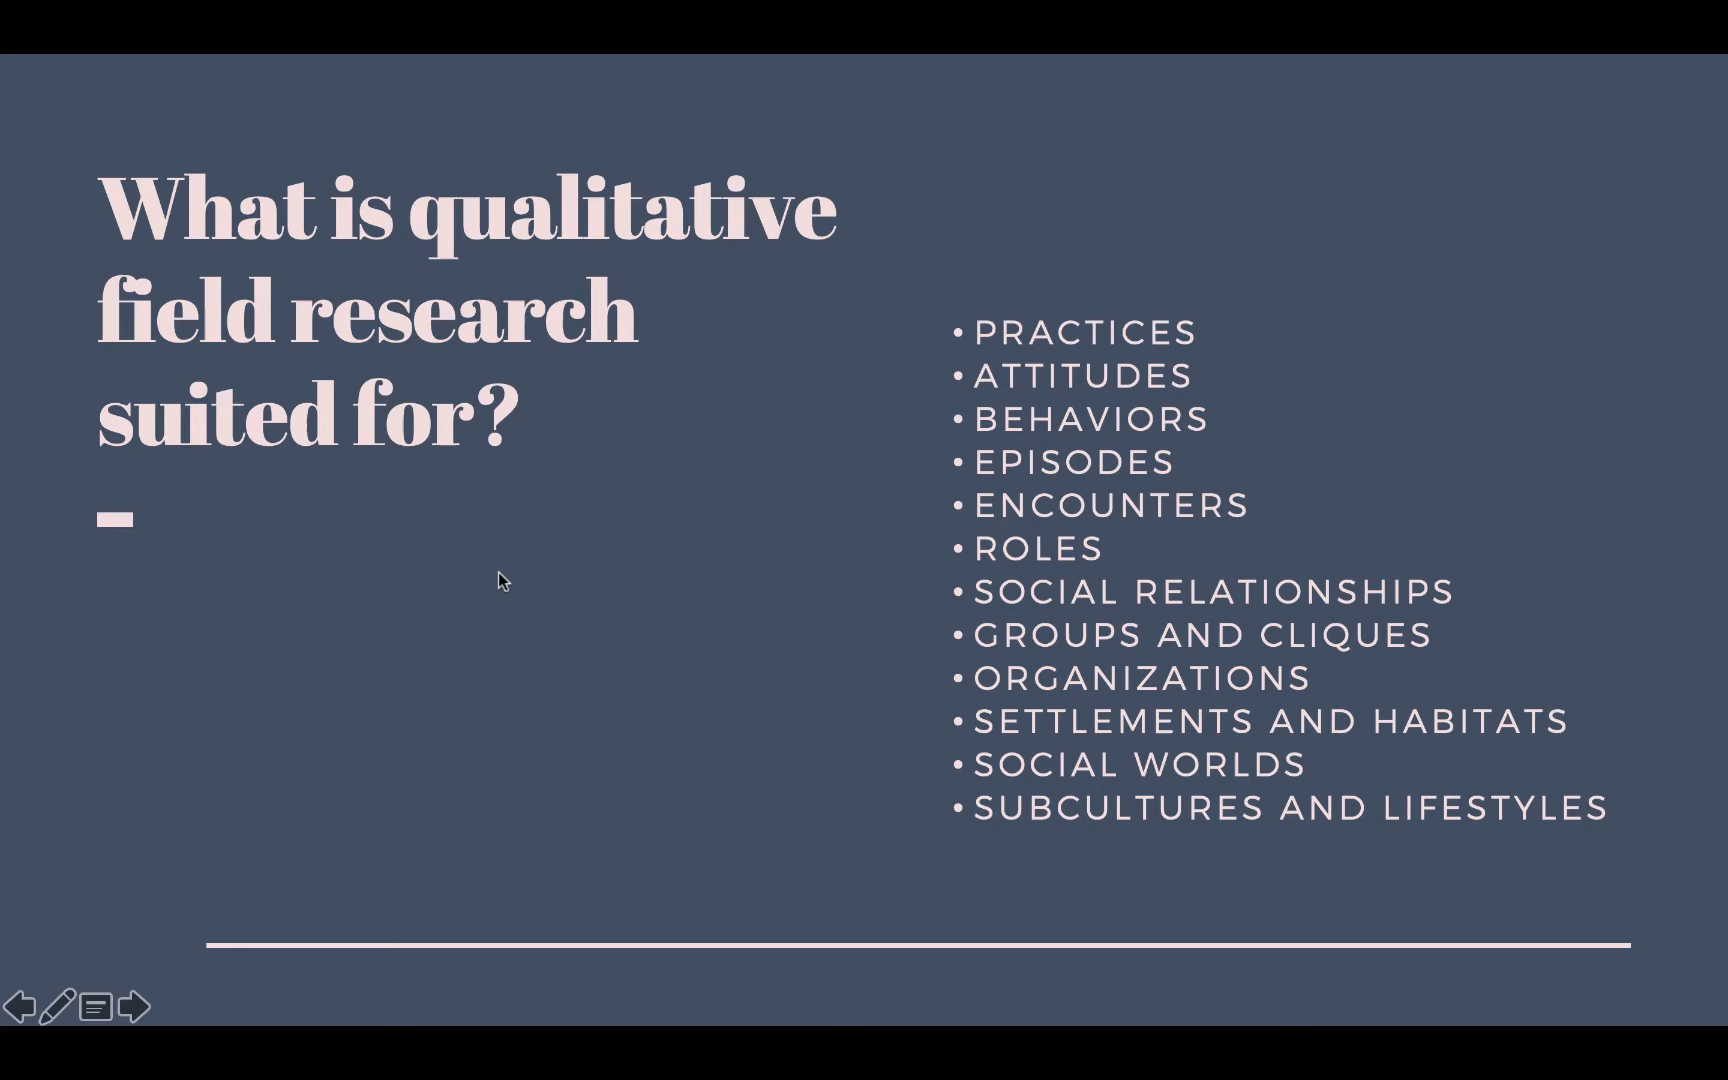 What is qualitative
field research
suited for?
• PRACTICES
• ATTITUDES
• BEHAVIORS
• EPISODES
• ENCOUNTERS
• ROLES
• SOCIAL RELATIONSHIPS
• GROUPS AND CLIQUES
• ORGANIZATIONS
• SETTLEMENTS AND HABITATS
• SOCIAL WORLDS
• SUBCULTURES AND LIFESTYLES